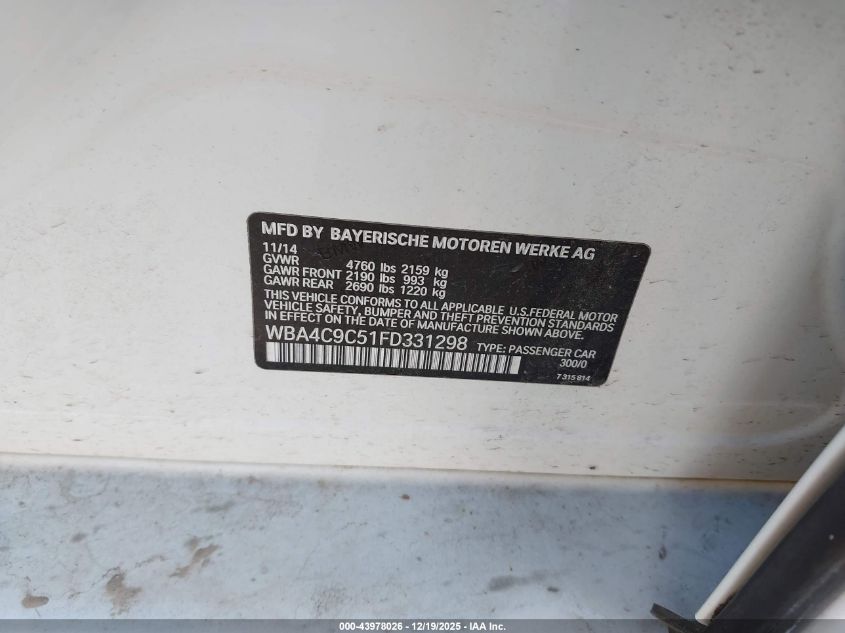 MFD BY BAYERISCHE MOTOREN WERKE AG
11/14
GVWR 4760 lbs 2159 kg
GAWR FRONT 2190 lbs 993 kg
GAWR REAR 2690 lbs 1220 kg
THIS VEHICLE CONFORMS TO ALL APPLICABLE U.S.FEDERAL MOTOR
VEHICLE SAFETY, BUMPER AND THEFT PREVENTION STANDARDS
IN EFFECT ON THE DATE OF MANUFACTURE SHOWN ABOVE.
WBA4C9C51FD331298 TYPE: PASSENGER CAR
300/0
7 315 814
000-43978026 - 12/19/2025 - IAA Inc.